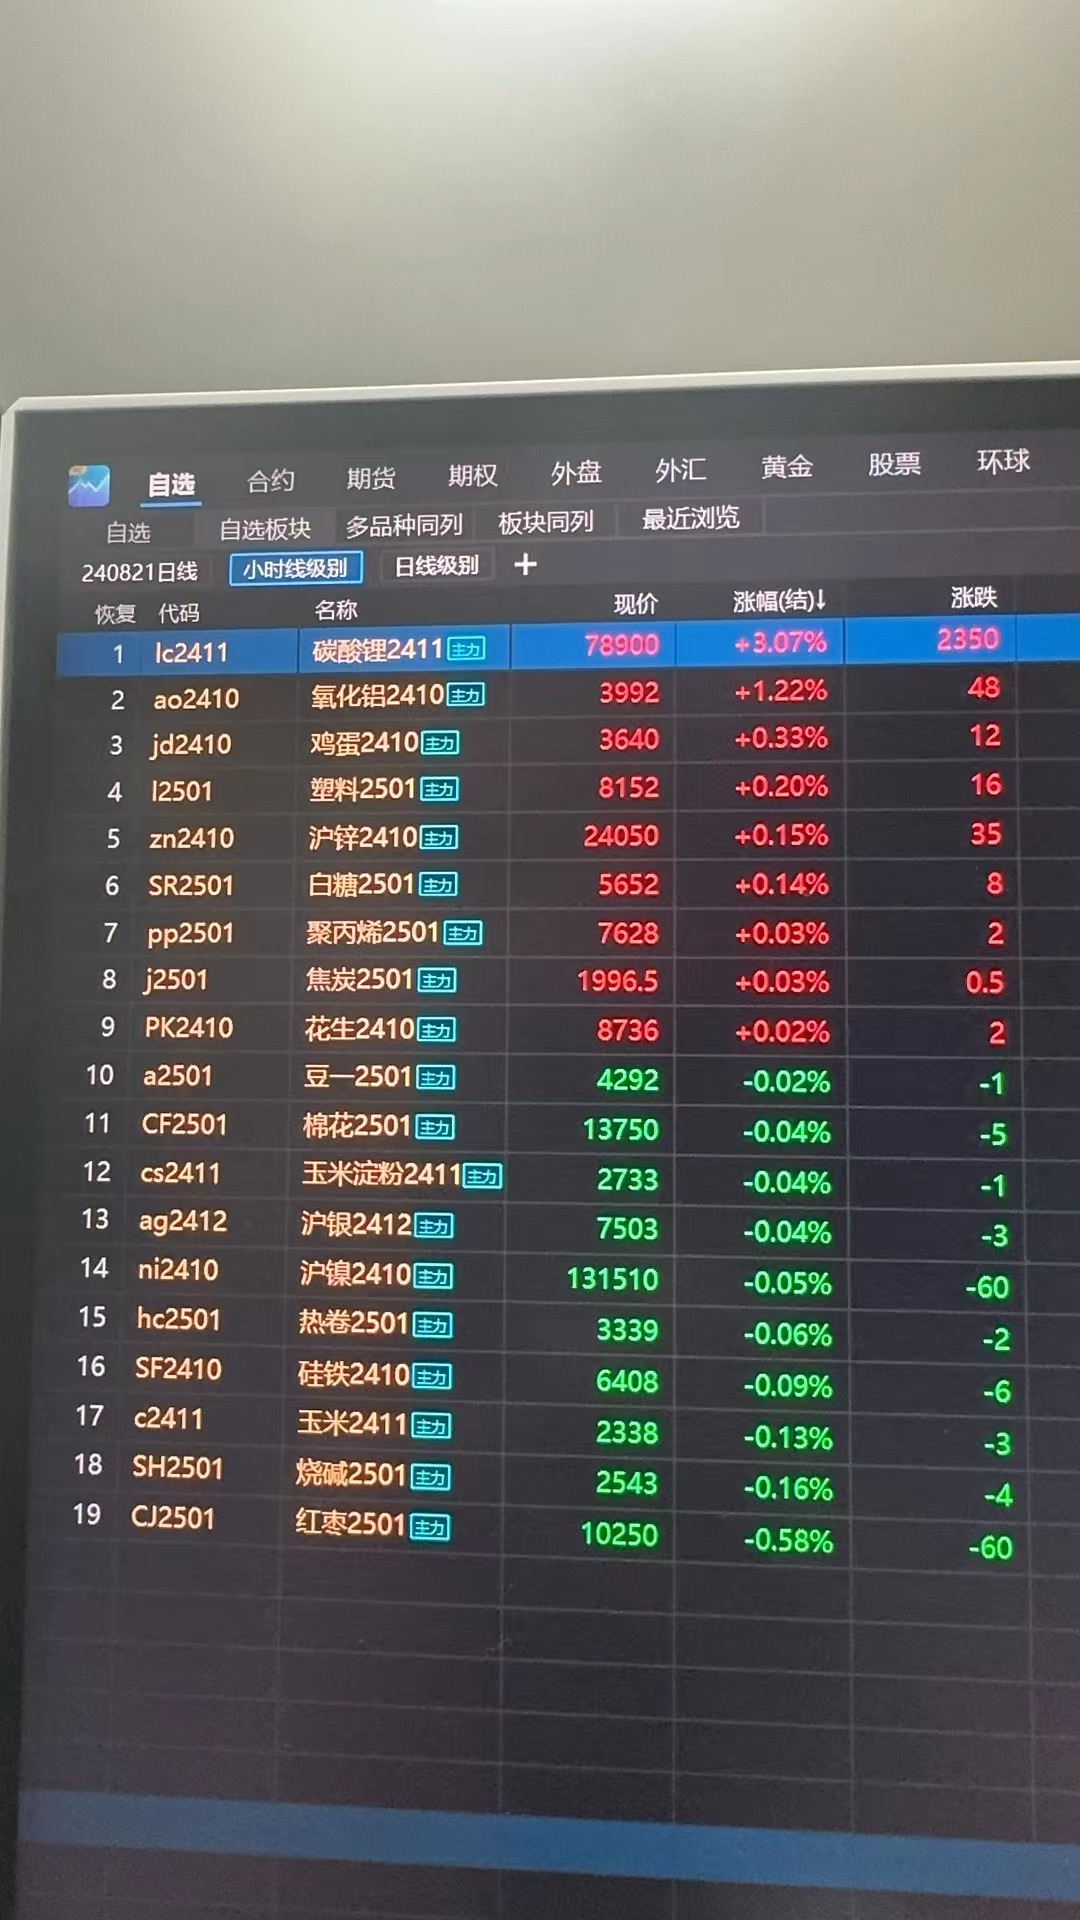 自选 合约 期货 期权 外盘 外汇 黄金 股票 环球
自选 自选板块 多品种同列 板块同列 最近浏览
240821日线 小时线级别 日线级别 +
恢复 代码 名称 现价 涨幅(结)↓ 涨跌
1 lc2411 碳酸锂2411 主力 78900 +3.07% 2350
2 ao2410 氧化铝2410 主力 3992 +1.22% 48
3 jd2410 鸡蛋2410 主力 3640 +0.33% 12
4 l2501 塑料2501 主力 8152 +0.20% 16
5 zn2410 沪锌2410 主力 24050 +0.15% 35
6 SR2501 白糖2501 主力 5652 +0.14% 8
7 pp2501 聚丙烯2501 主力 7628 +0.03% 2
8 j2501 焦炭2501 主力 1996.5 +0.03% 0.5
9 PK2410 花生2410 主力 8736 +0.02% 2
10 a2501 豆一2501 主力 4292 -0.02% -1
11 CF2501 棉花2501 主力 13750 -0.04% -5
12 cs2411 玉米淀粉2411 主力 2733 -0.04% -1
13 ag2412 沪银2412 主力 7503 -0.04% -3
14 ni2410 沪镍2410 主力 131510 -0.05% -60
15 hc2501 热卷2501 主力 3339 -0.06% -2
16 SF2410 硅铁2410 主力 6408 -0.09% -6
17 c2411 玉米2411 主力 2338 -0.13% -3
18 SH2501 烧碱2501 主力 2543 -0.16% -4
19 CJ2501 红枣2501 主力 10250 -0.58% -60